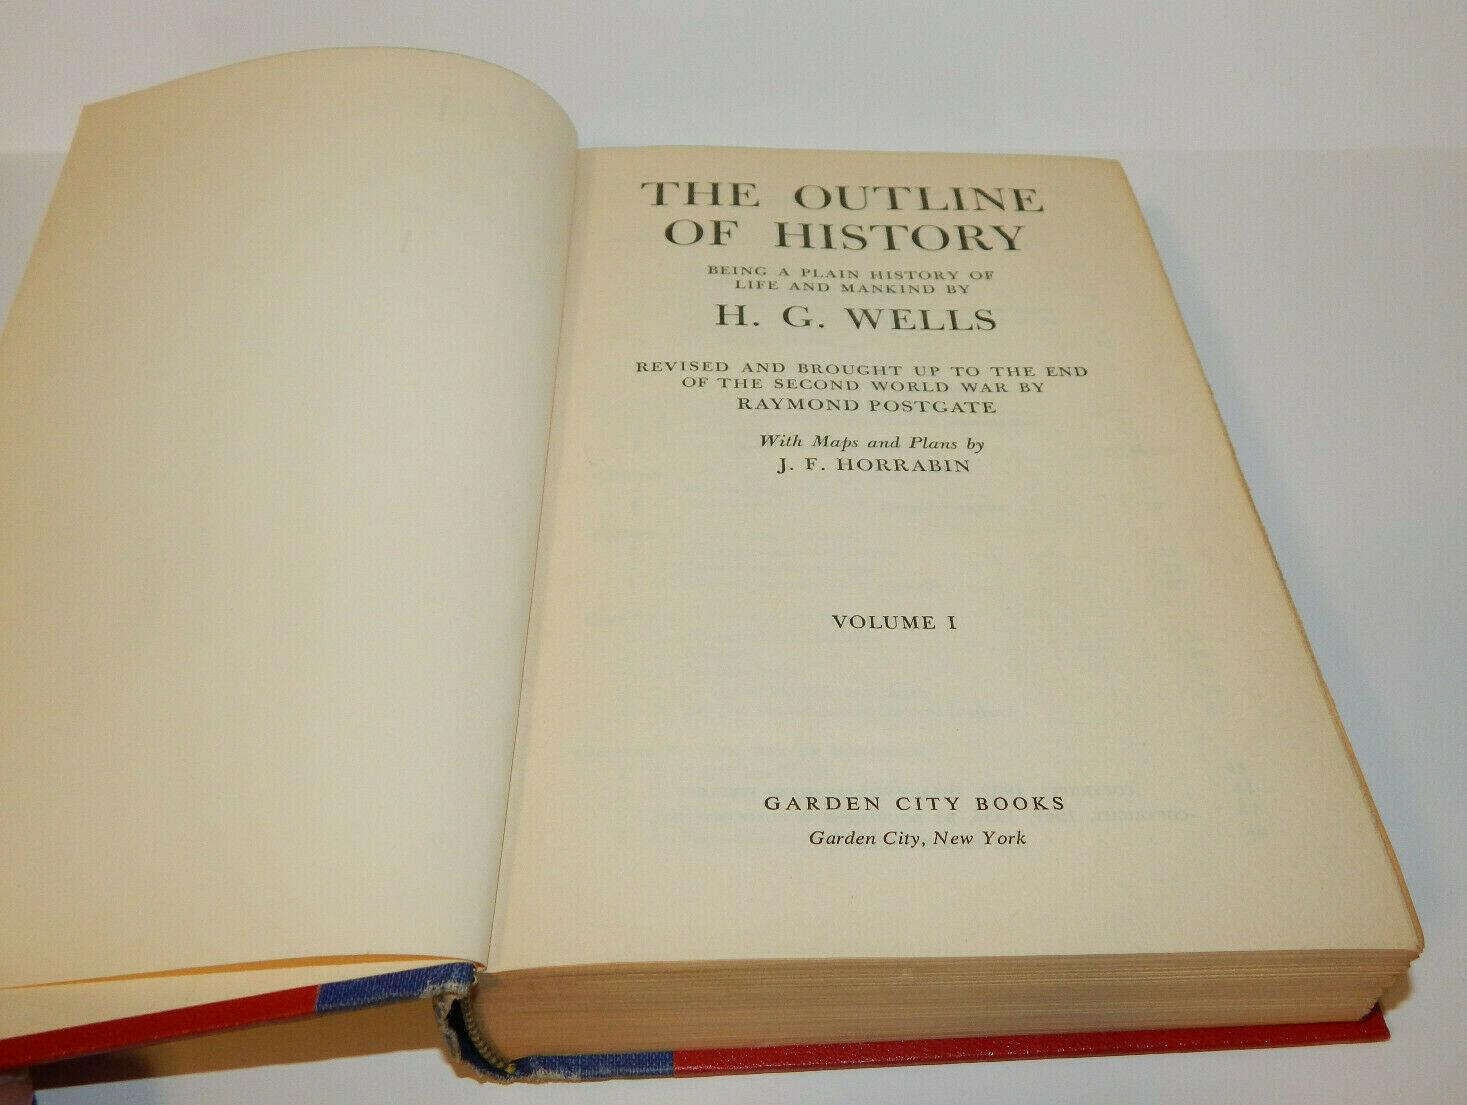 THE OUTLINE
OF HISTORY
BEING A PLAIN HISTORY OF
LIFE AND MANKIND BY
H. G. WELLS
REVISED AND BROUGHT UP TO THE END
OF THE SECOND WORLD WAR BY
RAYMOND POSTGATE
With Maps and Plans by
J. F. HORRABIN
VOLUME I
GARDEN CITY BOOKS
Garden City, New York